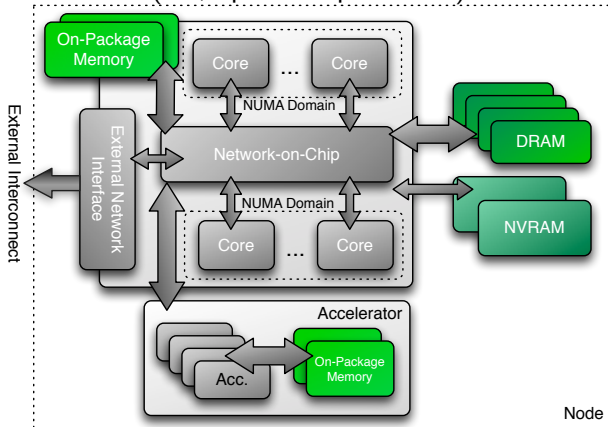 On-Package
Memory
Core
...
Core
NUMA Domain
External Interconnect
External Network
Interface
Network-on-Chip
DRAM
NUMA Domain
NVRAM
Core
...
Core
Accelerator
Acc.
On-Package
Memory
Node